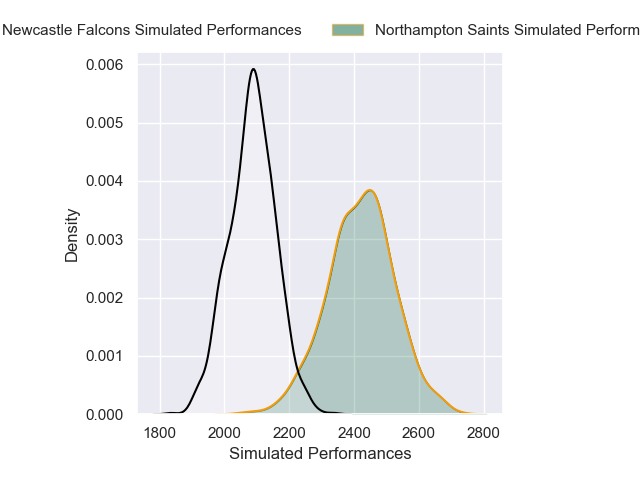 Newcastle Falcons Simulated Performances Northampton Saints Simulated Perform
0.006
0.005
0.004
0.003
0.002
0.001
0.000
Density
1800 2000 2200 2400 2600 2800
Simulated Performances